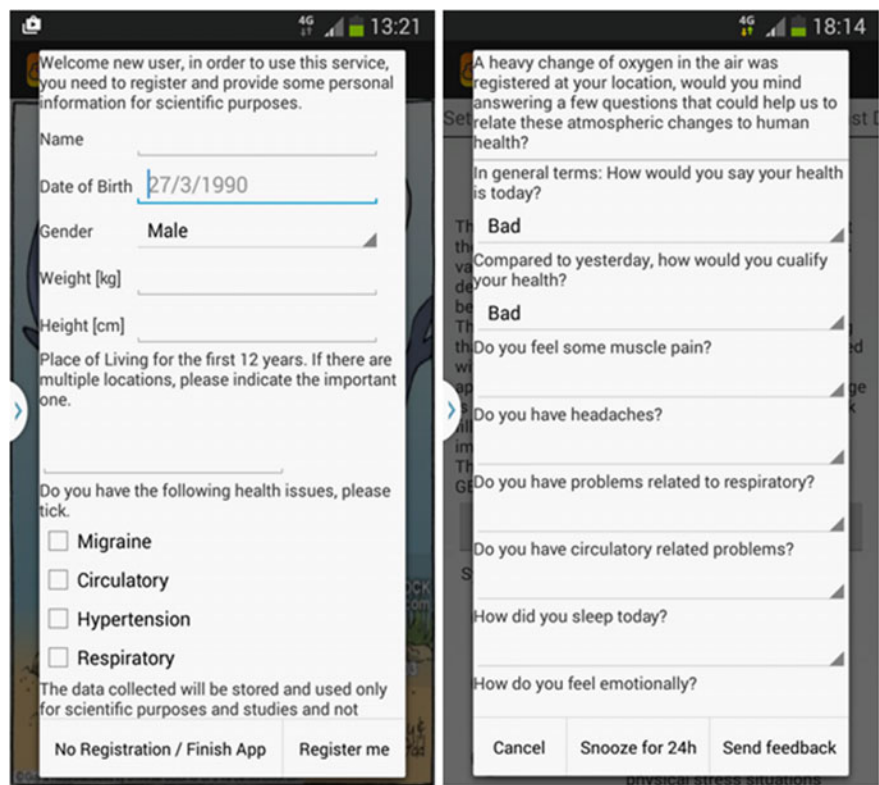 4G 13:21
Welcome new user, in order to use this service,
you need to register and provide some personal
information for scientific purposes.
Name
Date of Birth 27/3/1990
Gender Male
Weight [kg]
Height [cm]
Place of Living for the first 12 years. If there are
multiple locations, please indicate the important
one.
Do you have the following health issues, please
tick.
Migraine
Circulatory
Hypertension
Respiratory
The data collected will be stored and used only
for scientific purposes and studies and not
No Registration / Finish App Register me
4G 18:14
A heavy change of oxygen in the air was
registered at your location, would you mind
answering a few questions that could help us to
relate these atmospheric changes to human
health?
In general terms: How would you say your health
is today?
Bad
Compared to yesterday, how would you cualify
your health?
Bad
Do you feel some muscle pain?
Do you have headaches?
Do you have problems related to respiratory?
Do you have circulatory related problems?
How did you sleep today?
How do you feel emotionally?
Cancel Snooze for 24h Send feedback
physical stress situations